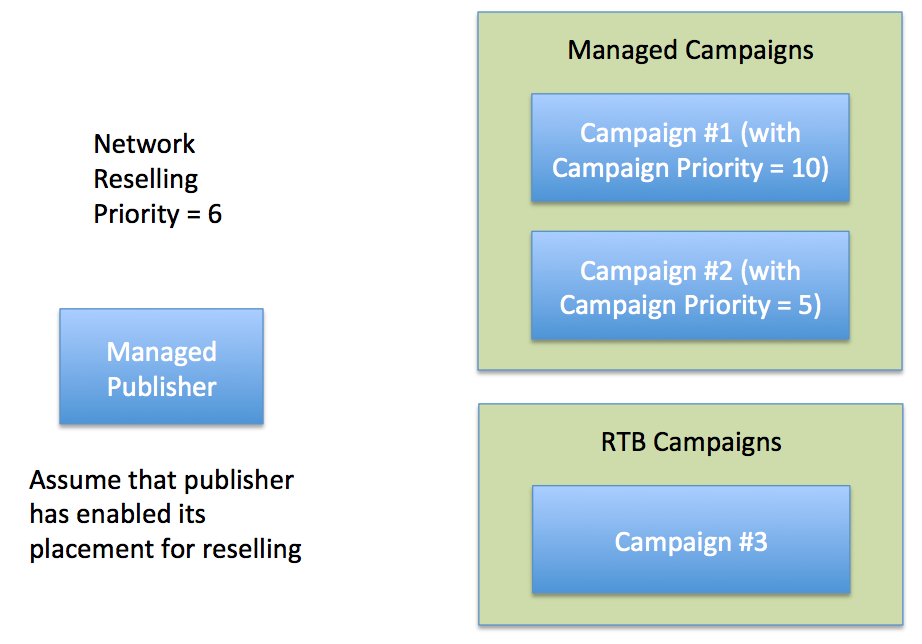 Network
Reselling
Priority = 6
Managed
Publisher
Assume that publisher
has enabled its
placement for reselling
Managed Campaigns
Campaign #1 (with
Campaign Priority = 10)
Campaign #2 (with
Campaign Priority = 5)
RTB Campaigns
Campaign #3